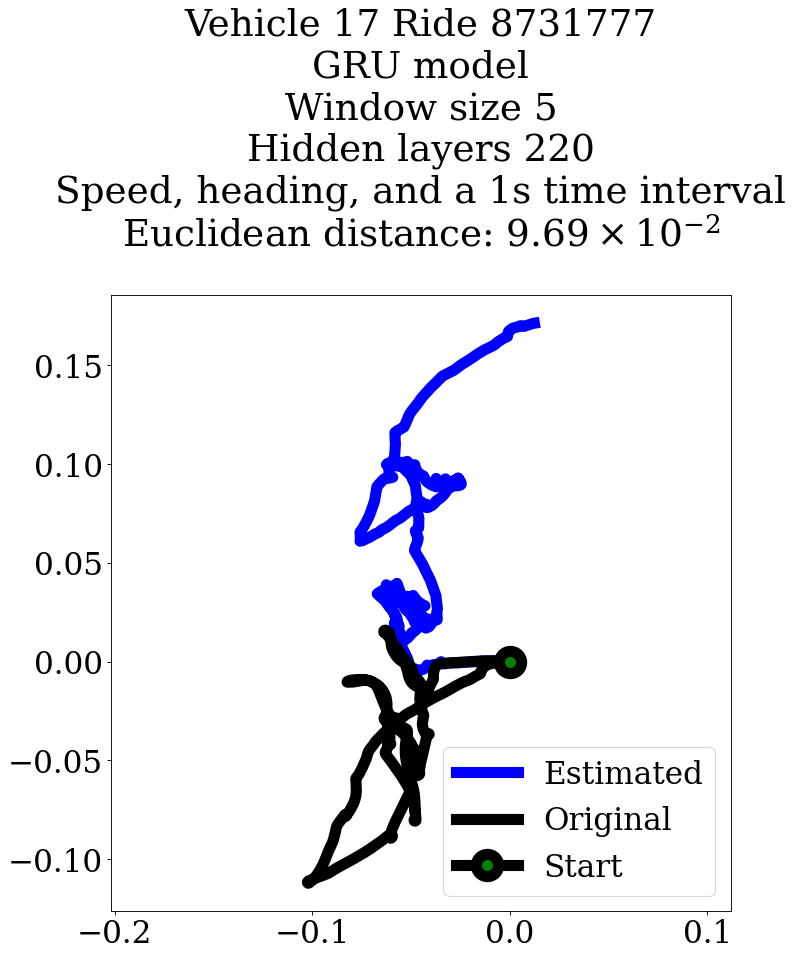 Vehicle 17 Ride 8731777
GRU model
Window size 5
Hidden layers 220
Speed, heading, and a 1s time interval
Euclidean distance: $9.69 \times 10^{-2}$
0.15
0.10
0.05
0.00
−0.05
−0.10
Estimated
Original
Start
−0.2
−0.1
0.0
0.1